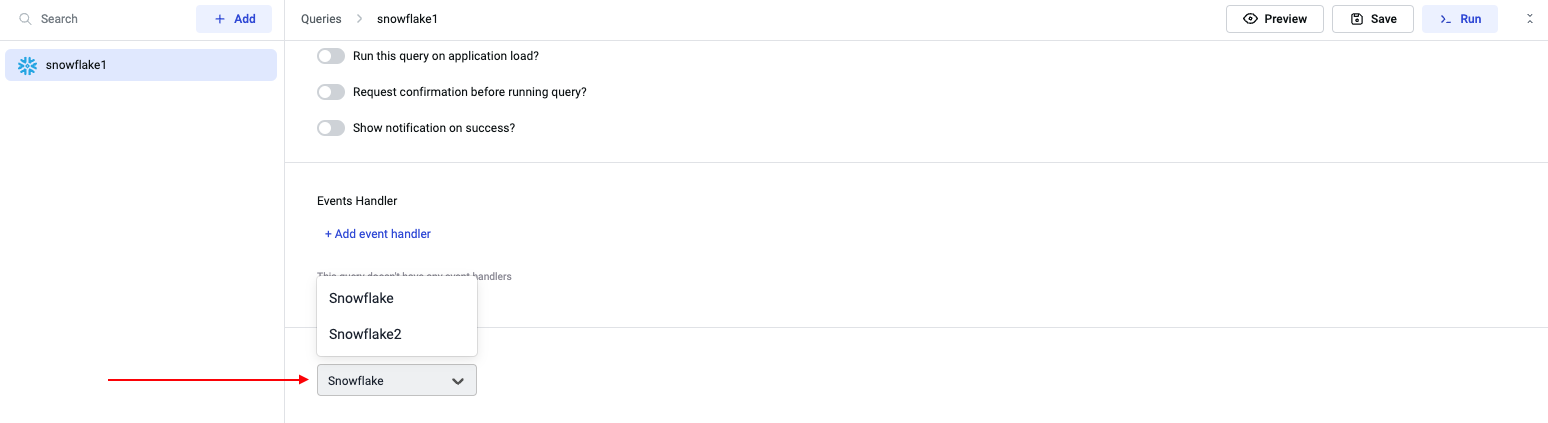 Search
+ Add
Queries > snowflake1
Preview
Save
Run
snowflake1
Run this query on application load?
Request confirmation before running query?
Show notification on success?
Events Handler
+ Add event handler
This query doesn't have any event handlers
Snowflake
Snowflake2
Snowflake